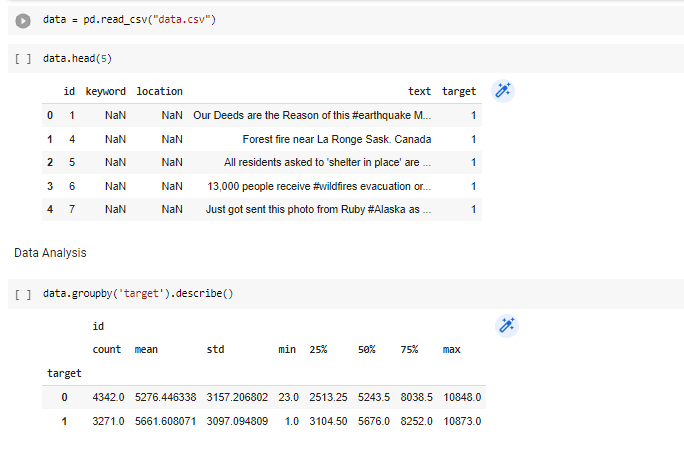 data = pd.read_csv("data.csv")
[ ] data.head(5)
id keyword location text target
0 1 NaN NaN Our Deeds are the Reason of this #earthquake M... 1
1 4 NaN NaN Forest fire near La Ronge Sask. Canada 1
2 5 NaN NaN All residents asked to 'shelter in place' are ... 1
3 6 NaN NaN 13,000 people receive #wildfires evacuation or... 1
4 7 NaN NaN Just got sent this photo from Ruby #Alaska as ... 1
Data Analysis
[ ] data.groupby('target').describe()
id
count mean std min 25% 50% 75% max
target
0 4342.0 5276.446338 3157.206802 23.0 2513.25 5243.5 8038.5 10848.0
1 3271.0 5661.608071 3097.094809 1.0 3104.50 5676.0 8252.0 10873.0